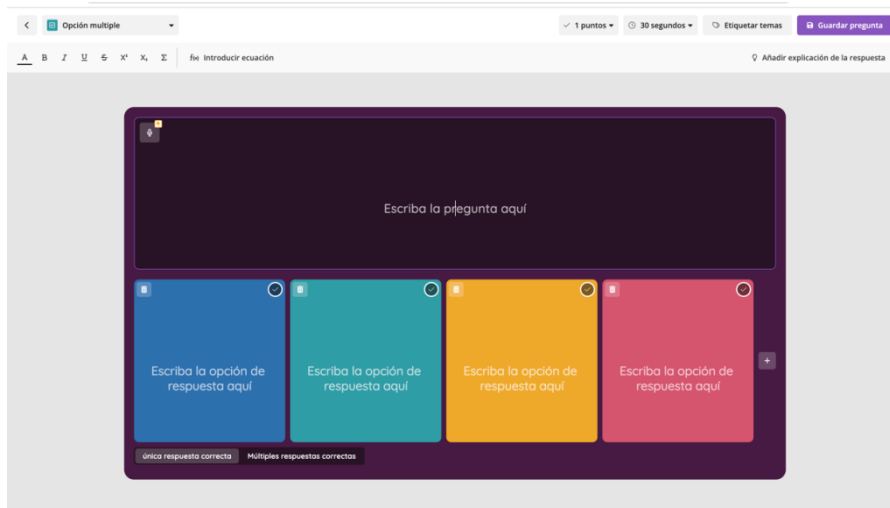 Opción multiple
1 puntos
30 segundos
Etiquetar temas
Guardar pregunta
A B I U S X² X₂ Σ
f(x) Introducir ecuación
Añadir explicación de la respuesta
Escriba la pregunta aquí
Escriba la opción de
respuesta aquí
Escriba la opción de
respuesta aquí
Escriba la opción de
respuesta aquí
Escriba la opción de
respuesta aquí
+
única respuesta correcta
Múltiples respuestas correctas